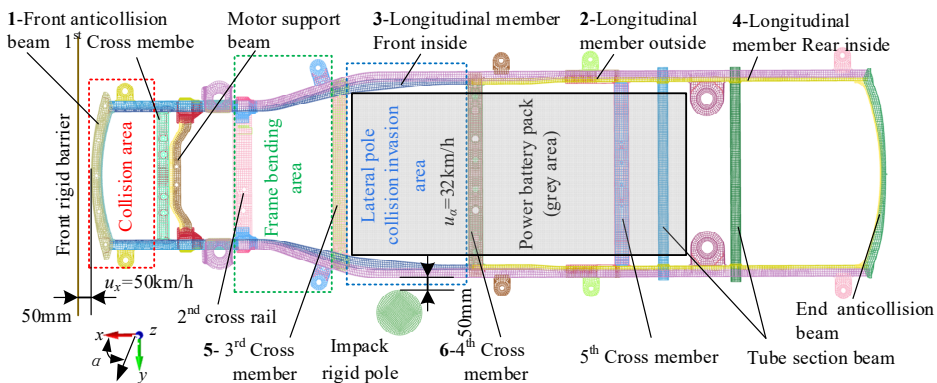 1-Front anticollision
beam
1st Cross membe
Motor support
beam
3-Longitudinal member
Front inside
2-Longitudinal
member outside
4-Longitudinal
member Rear inside
Front rigid barrier
Collision area
Frame bending
area
Lateral pole
collision invasion
area
uα=32km/h
Power battery pack
(grey area)
ux=50km/h
50mm
x
z
α
y
2nd cross rail
5- 3rd Cross
member
Impack
rigid pole
50mm
6-4th Cross
member
5th Cross member
End anticollision
beam
Tube section beam